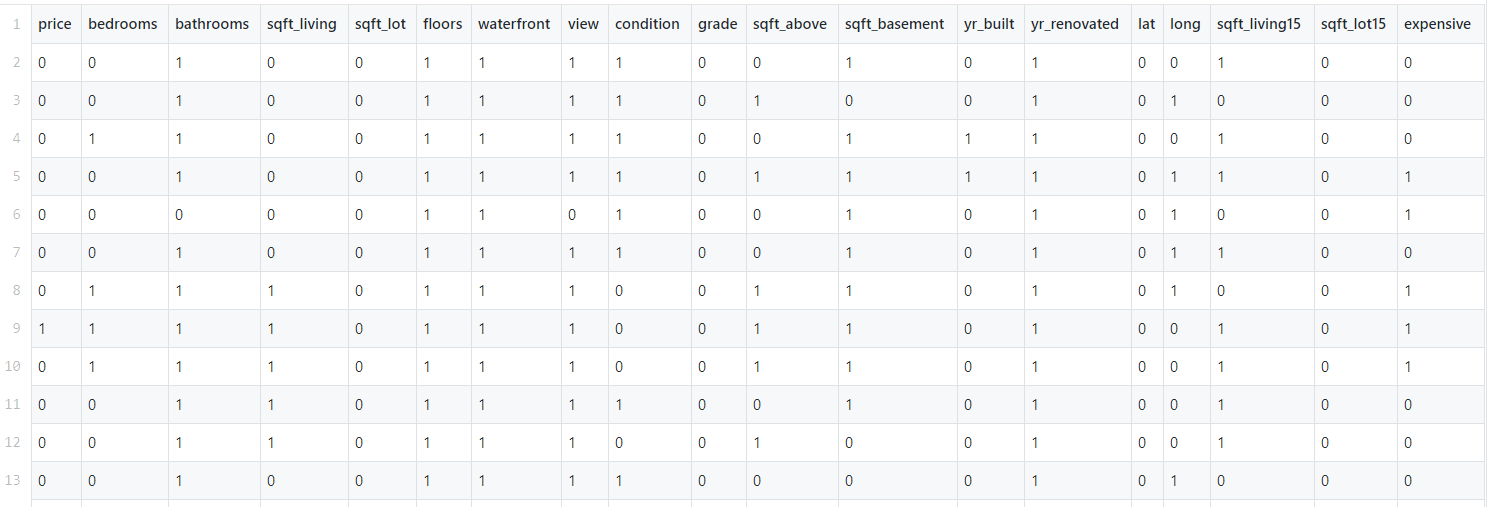 1 price bedrooms bathrooms sqft_living sqft_lot floors waterfront view condition grade sqft_above sqft_basement yr_built yr_renovated lat long sqft_living15 sqft_lot15 expensive
2 0 0 1 0 0 1 1 1 1 0 0 1 0 1 0 0 1 0 0
3 0 0 1 0 0 1 1 1 1 0 1 0 0 1 0 1 0 0 0
4 0 1 1 0 0 1 1 1 1 0 0 1 1 1 0 0 1 0 0
5 0 0 1 0 0 1 1 1 1 0 1 1 1 1 0 1 1 0 1
6 0 0 0 0 0 1 1 0 1 0 0 1 0 1 0 1 0 0 1
7 0 0 1 0 0 1 1 1 1 0 0 1 0 1 0 1 1 0 0
8 0 1 1 1 0 1 1 1 0 0 1 1 0 1 0 1 0 0 1
9 1 1 1 1 0 1 1 1 0 0 1 1 0 1 0 0 1 0 1
10 0 1 1 1 0 1 1 1 0 0 1 1 0 1 0 0 1 0 1
11 0 0 1 1 0 1 1 1 1 0 0 1 0 1 0 0 1 0 0
12 0 0 1 1 0 1 1 1 0 0 1 0 0 1 0 0 1 0 0
13 0 0 1 0 0 1 1 1 1 0 0 0 0 1 0 1 0 0 0